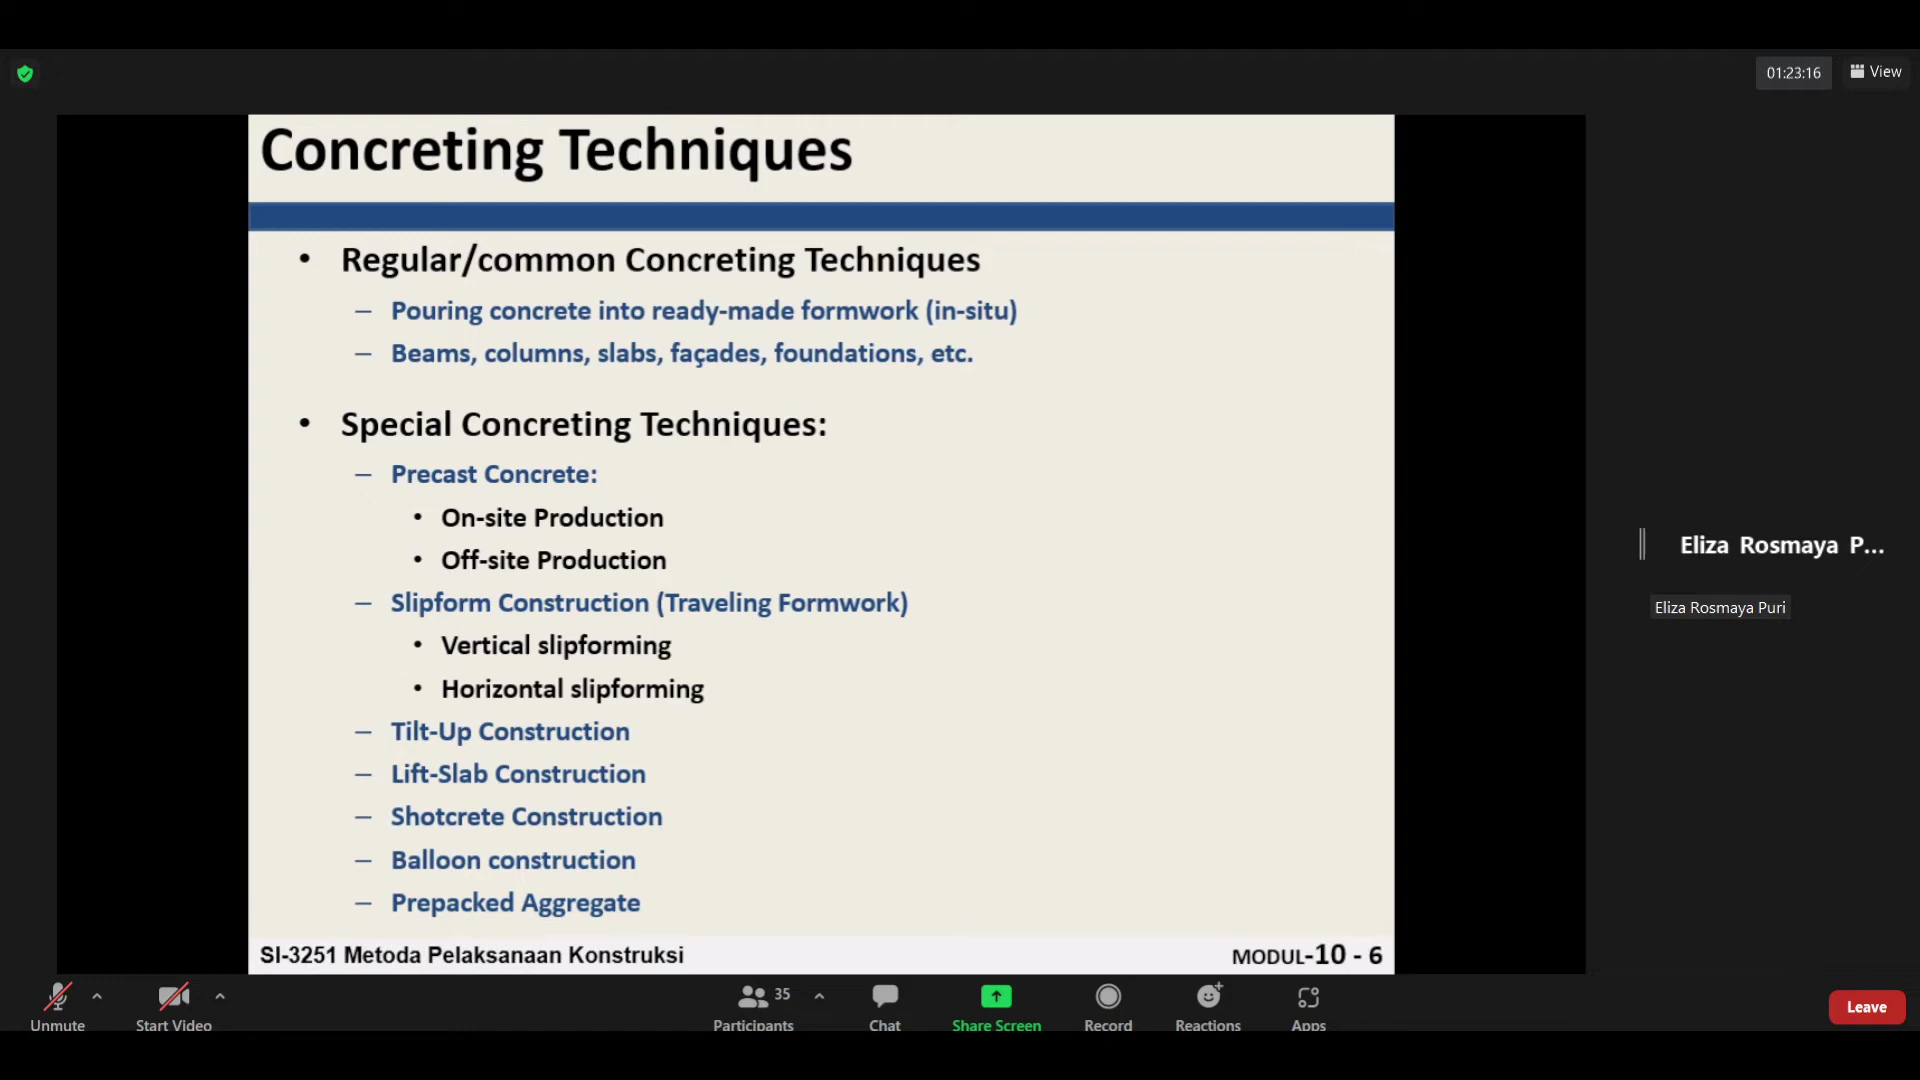 01:23:16
View
Concreting Techniques
• Regular/common Concreting Techniques
– Pouring concrete into ready-made formwork (in-situ)
– Beams, columns, slabs, façades, foundations, etc.
• Special Concreting Techniques:
– Precast Concrete:
• On-site Production
• Off-site Production
– Slipform Construction (Traveling Formwork)
• Vertical slipforming
• Horizontal slipforming
– Tilt-Up Construction
– Lift-Slab Construction
– Shotcrete Construction
– Balloon construction
– Prepacked Aggregate
SI-3251 Metoda Pelaksanaan Konstruksi
MODUL-10 - 6
Eliza Rosmaya P...
Eliza Rosmaya Puri
Unmute
Start Video
35
Participants
Chat
Share Screen
Record
Reactions
Apps
Leave